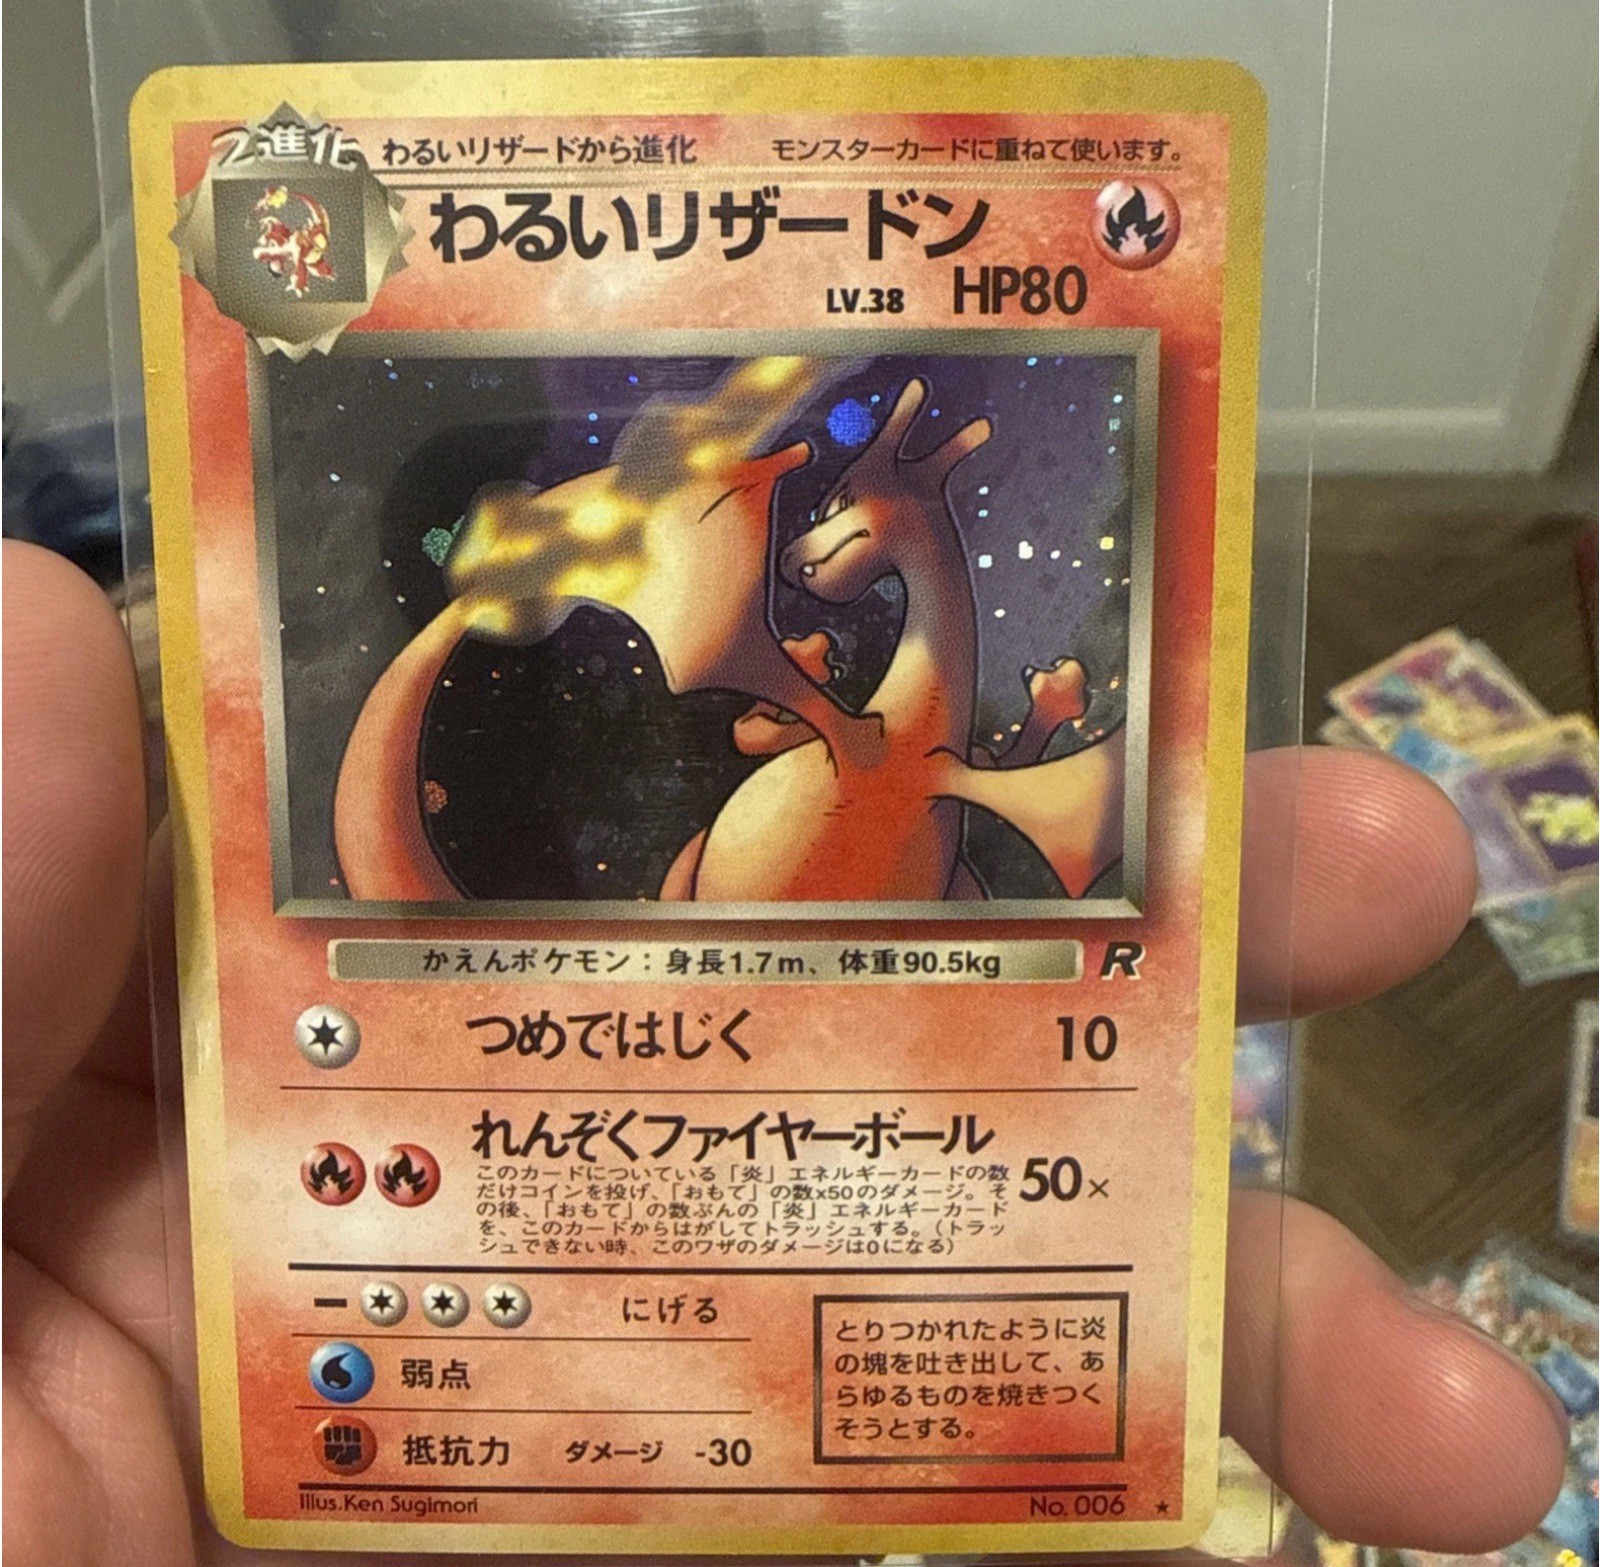 2進化
わるいリザードから進化 モンスターカードに重ねて使います。
わるいリザードン
LV.38 HP80
かえんポケモン：身長1.7m、体重90.5kg R
つめではじく 10
れんぞくファイヤーボール
このカードについている「炎」エネルギーカードの数
だけコインを投げ、「おもて」の数x50のダメージ。そ
の後、「おもて」の数ぶんの「炎」エネルギーカード
を、このカードからはがしてトラッシュする。（トラッ
シュできない時、このワザのダメージは0になる）
50×
ー にげる
弱点
抵抗力 ダメージ -30
とりつかれたように炎
の塊を吐き出して、あ
らゆるものを焼きつく
そうとする。
Illus.Ken Sugimori No. 006 ★